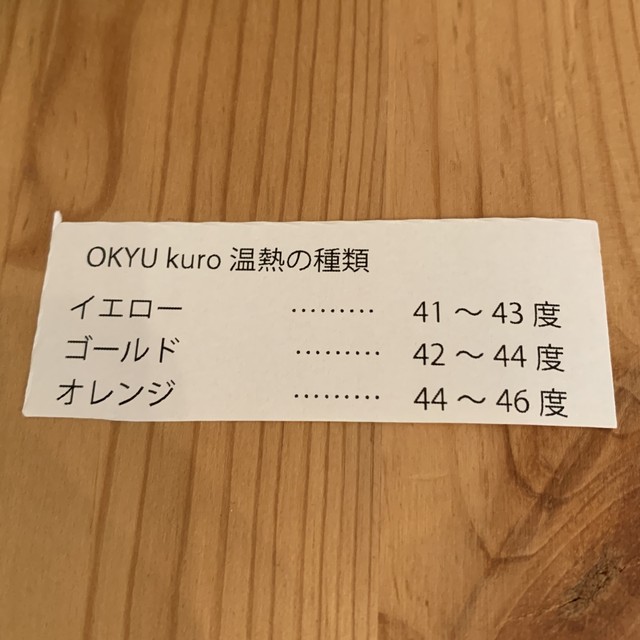 OKYU kuro 温熱の種類
イエロー ‥‥‥‥‥ 41 〜 43 度
ゴールド ‥‥‥‥‥ 42 〜 44 度
オレンジ ‥‥‥‥‥ 44 〜 46 度